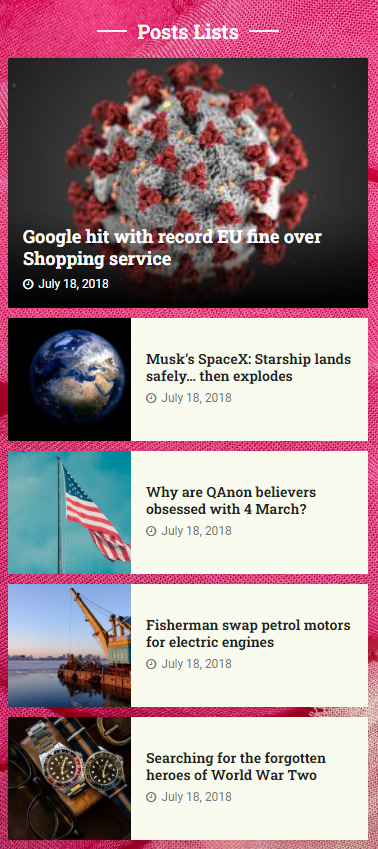 Posts Lists
Google hit with record EU fine over
Shopping service
July 18, 2018
Musk's SpaceX: Starship lands
safely... then explodes
July 18, 2018
Why are QAnon believers
obsessed with 4 March?
July 18, 2018
Fisherman swap petrol motors
for electric engines
July 18, 2018
Searching for the forgotten
heroes of World War Two
July 18, 2018